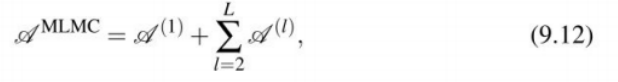 𝒜^MLMC = 𝒜^(1) + ∑_{l=2}^{L} 𝒜^(l), (9.12)